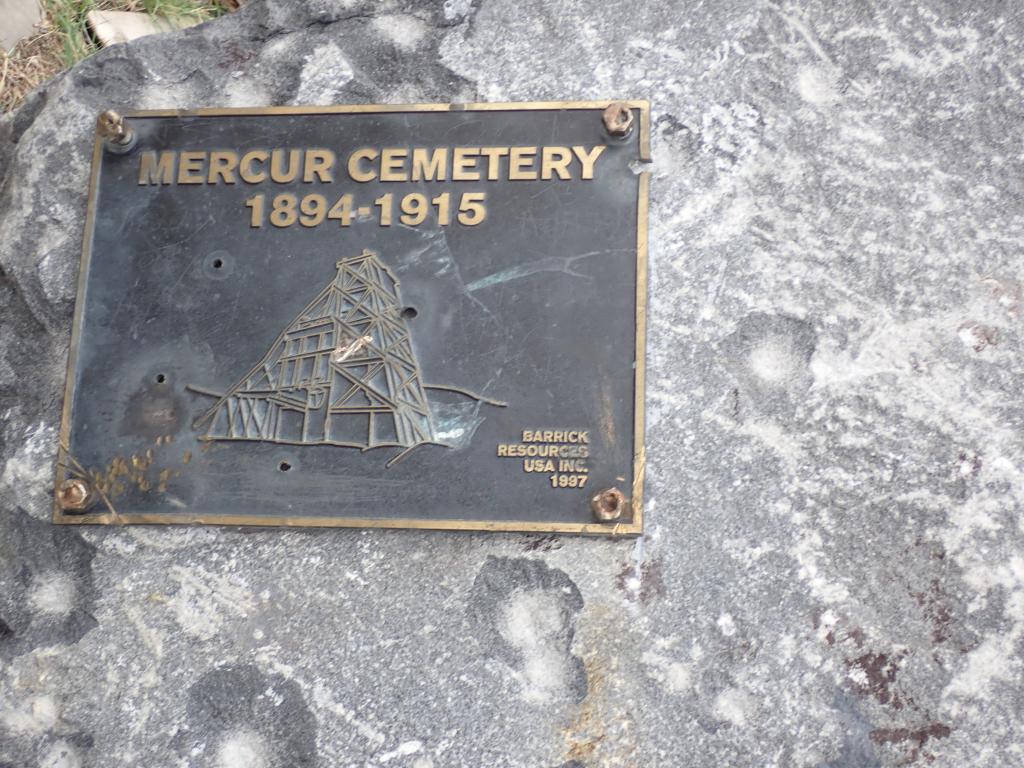 MERCUR CEMETERY
1894-1915
BARRICK
RESOURCES
USA INC.
1997